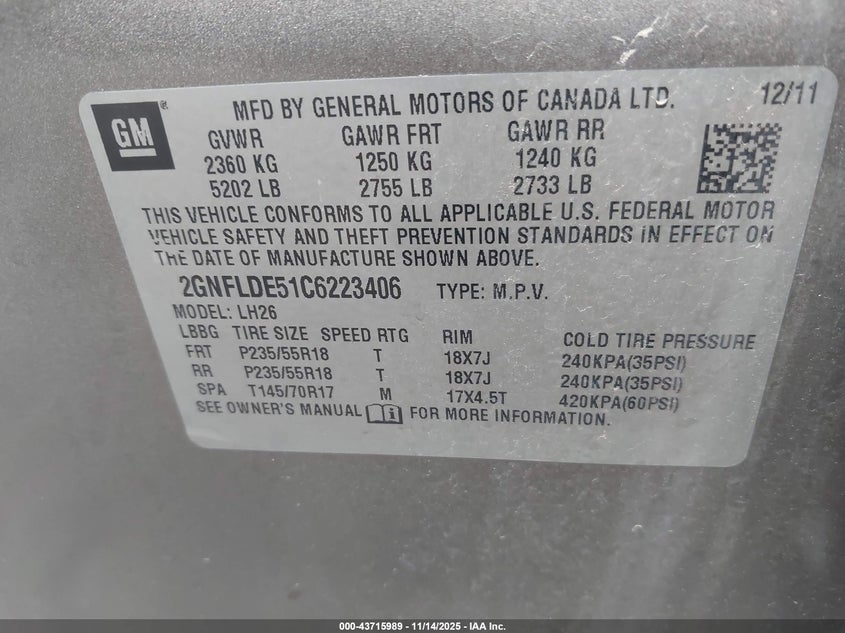 MFD BY GENERAL MOTORS OF CANADA LTD. 12/11
GM ®
GVWR GAWR FRT GAWR RR
2360 KG 1250 KG 1240 KG
5202 LB 2755 LB 2733 LB
THIS VEHICLE CONFORMS TO ALL APPLICABLE U.S. FEDERAL MOTOR
VEHICLE SAFETY AND THEFT PREVENTION STANDARDS IN EFFECT ON
THE DATE OF MANUFACTURE SHOWN ABOVE.
2GNFLDE51C6223406 TYPE: M.P.V.
MODEL: LH26
LBBG TIRE SIZE SPEED RTG RIM COLD TIRE PRESSURE
FRT P235/55R18 T 18X7J 240KPA(35PSI)
RR P235/55R18 T 18X7J 240KPA(35PSI)
SPA T145/70R17 M 17X4.5T 420KPA(60PSI)
SEE OWNER'S MANUAL i FOR MORE INFORMATION.
000-43715989 - 11/14/2025 - IAA Inc.